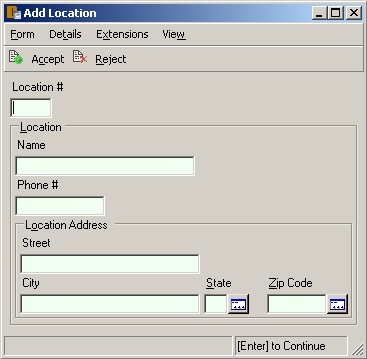 Add Location
Form Details Extensions View
Accept Reject
Location #
Location
Name
Phone #
Location Address
Street
City State Zip Code
[Enter] to Continue